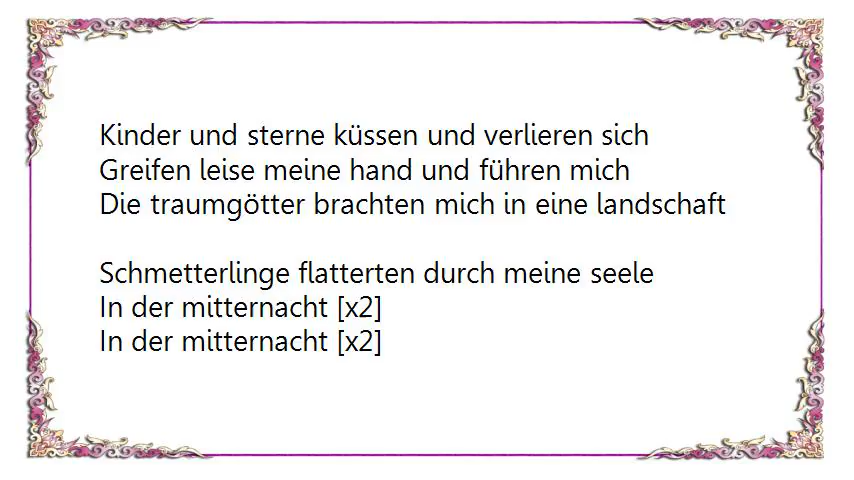 Kinder und sterne küssen und verlieren sich
Greifen leise meine hand und führen mich
Die traumgötter brachten mich in eine landschaft
Schmetterlinge flatterten durch meine seele
In der mitternacht [x2]
In der mitternacht [x2]